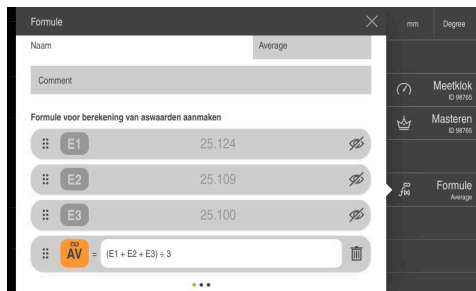 Formule
mm
Degree
Naam
Average
Comment
Meetklok
ID 98765
Masteren
ID 98765
Formule voor berekening van aswaarden aanmaken
E1
25.124
E2
25.109
E3
25.100
AV
=
(E1 + E2 + E3) ÷ 3
f(x)
Formule
Average